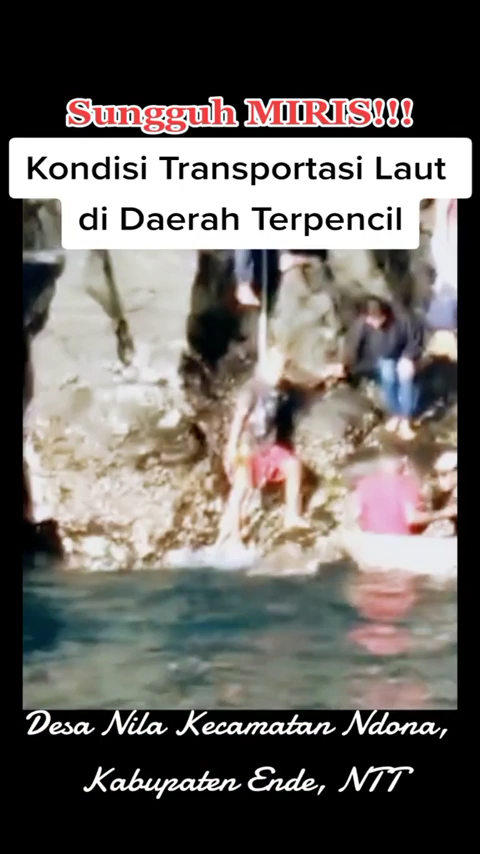 Sungguh MIRIS!!!
Kondisi Transportasi Laut
di Daerah Terpencil
Desa Nila Kecamatan Ndona,
Kabupaten Ende, NTT